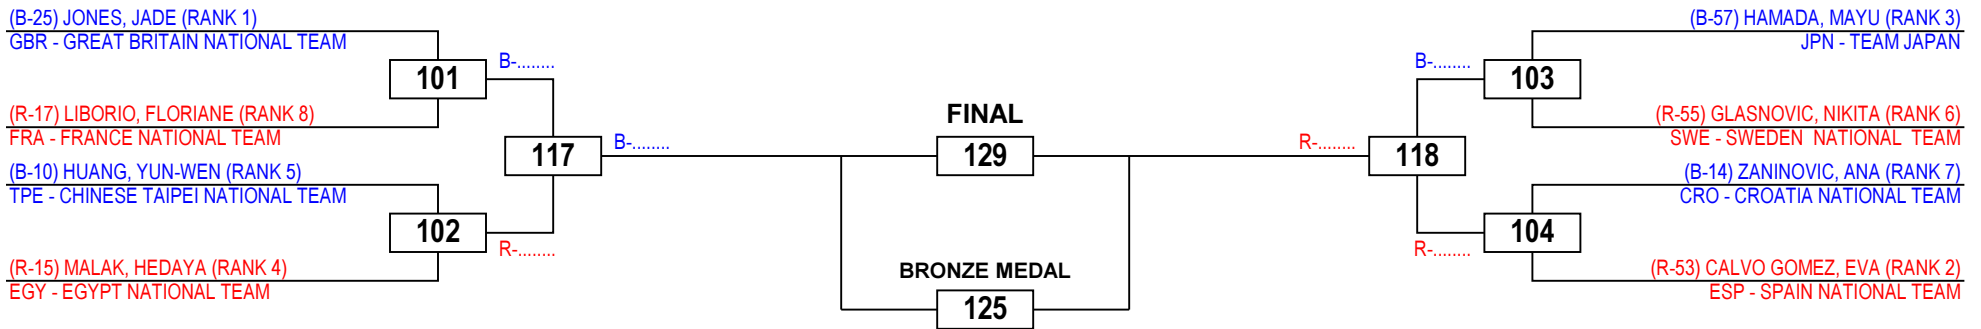 (B-25) JONES, JADE (RANK 1)
GBR - GREAT BRITAIN NATIONAL TEAM
101
B-........
(R-17) LIBORIO, FLORIANE (RANK 8)
FRA - FRANCE NATIONAL TEAM
117
B-........
(B-10) HUANG, YUN-WEN (RANK 5)
TPE - CHINESE TAIPEI NATIONAL TEAM
102
R-........
(R-15) MALAK, HEDAYA (RANK 4)
EGY - EGYPT NATIONAL TEAM
FINAL
129
BRONZE MEDAL
125
(B-57) HAMADA, MAYU (RANK 3)
JPN - TEAM JAPAN
B-........
103
(R-55) GLASNOVIC, NIKITA (RANK 6)
SWE - SWEDEN NATIONAL TEAM
R-........
118
(B-14) ZANINOVIC, ANA (RANK 7)
CRO - CROATIA NATIONAL TEAM
R-........
104
(R-53) CALVO GOMEZ, EVA (RANK 2)
ESP - SPAIN NATIONAL TEAM